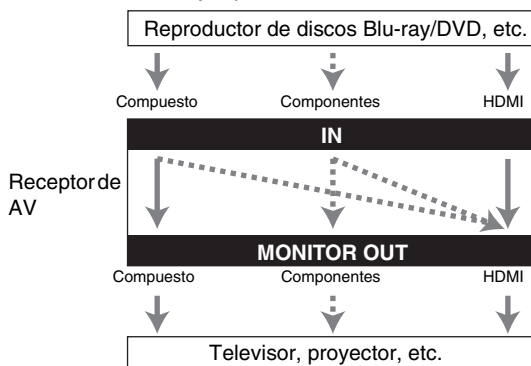 Reproductor de discos Blu-ray/DVD, etc.
Compuesto Componentes HDMI
IN
Receptor de
AV
MONITOR OUT
Compuesto Componentes HDMI
Televisor, proyector, etc.